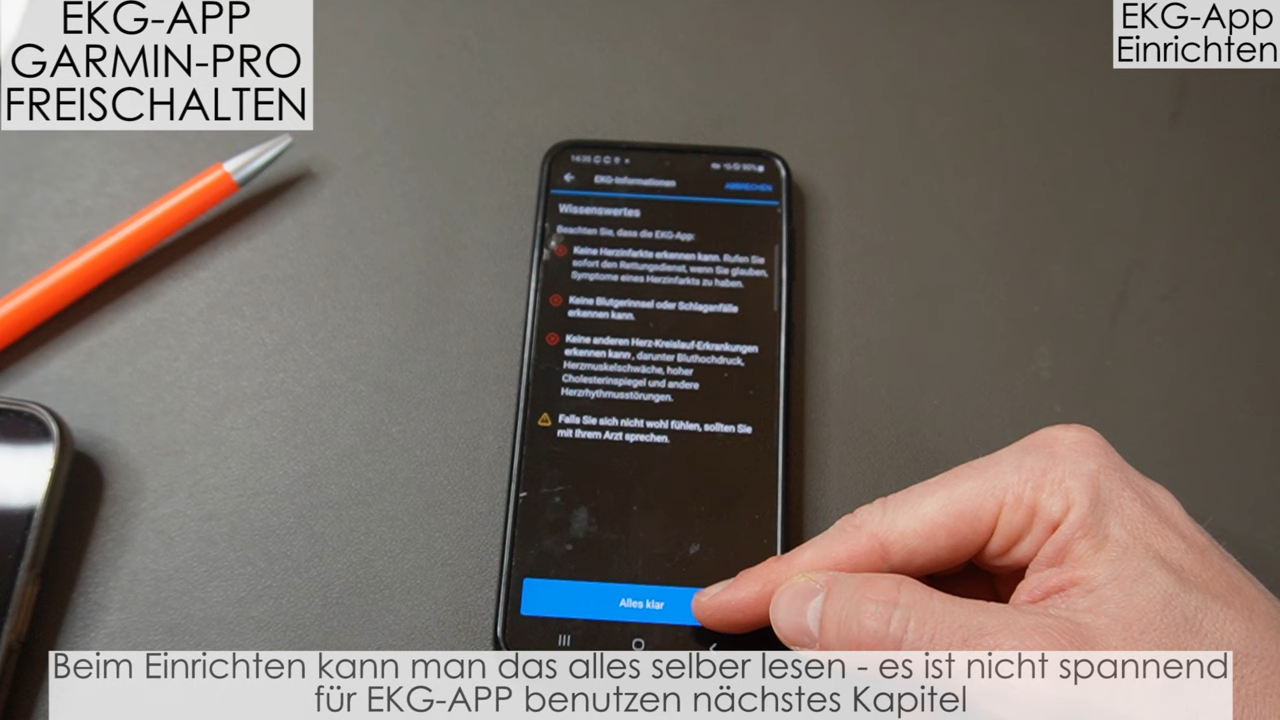 EKG-APP
GARMIN-PRO
FREISCHALTEN
EKG-App
Einrichten
14:35
90%
EKG-Informationen
ABBRECHEN
Wissenswertes
Beachten Sie, dass die EKG-App:
Keine Herzinfarkte erkennen kann. Rufen Sie
sofort den Rettungsdienst, wenn Sie glauben,
Symptome eines Herzinfarkts zu haben.
Keine Blutgerinnsel oder Schlaganfälle
erkennen kann.
Keine anderen Herz-Kreislauf-Erkrankungen
erkennen kann , darunter Bluthochdruck,
Herzmuskelschwäche, hoher
Cholesterinspiegel und andere
Herzrhythmusstörungen.
Falls Sie sich nicht wohl fühlen, sollten Sie
mit Ihrem Arzt sprechen.
Alles klar
Beim Einrichten kann man das alles selber lesen - es ist nicht spannend
für EKG-APP benutzen nächstes Kapitel